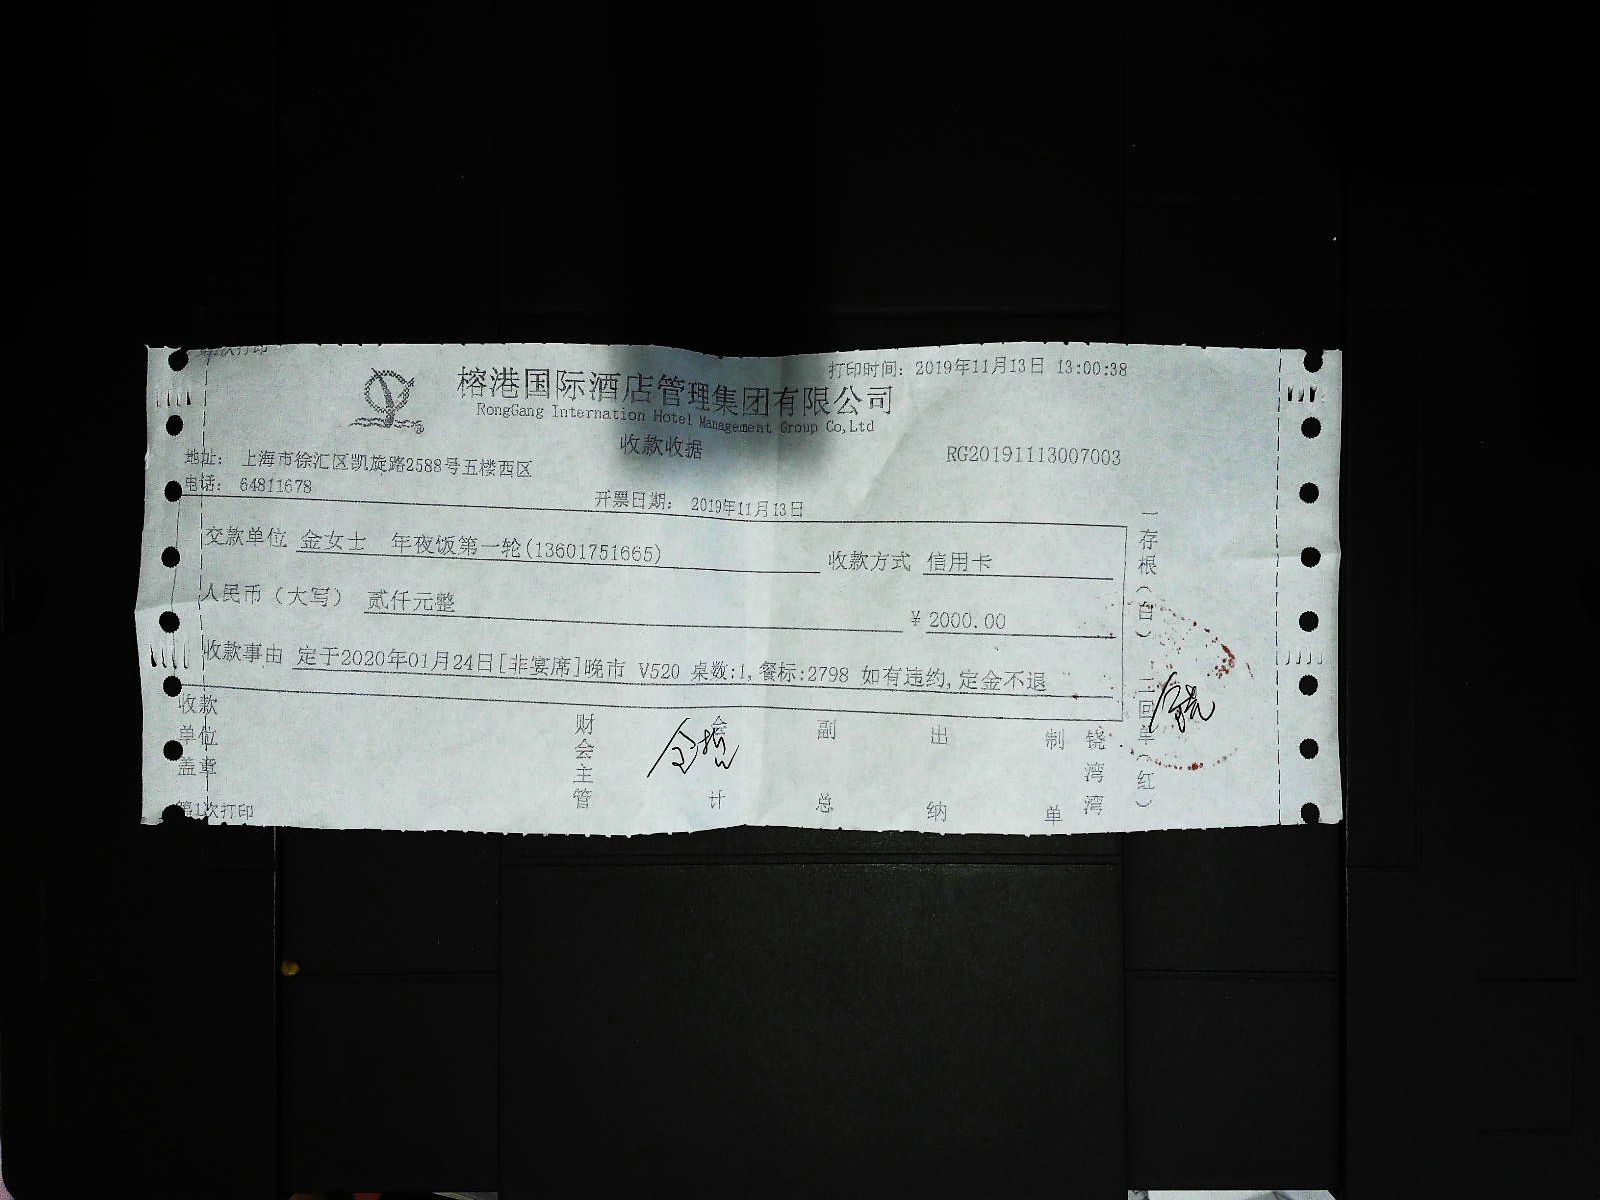 打印时间：2019年11月13日 13:00:38
榕港国际酒店管理集团有限公司
RongGang Internation Hotel Management Group Co,Ltd
收款收据
RG20191113007003
地址： 上海市徐汇区凯旋路2588号五楼西区
电话： 64811678
开票日期： 2019年11月13日
交款单位 金女士 年夜饭第一轮(13601751665) 收款方式 信用卡
人民币（大写） 贰仟元整 ¥ 2000.00
收款事由 定于2020年01月24日[非宴席]晚市 V520 桌数:1,餐标:2798 如有违约,定金不退
收款单位盖章
财会主管
会计
副总
出纳
制单
铙湾湾
一存根（白） 二回单（红）
第1次打印